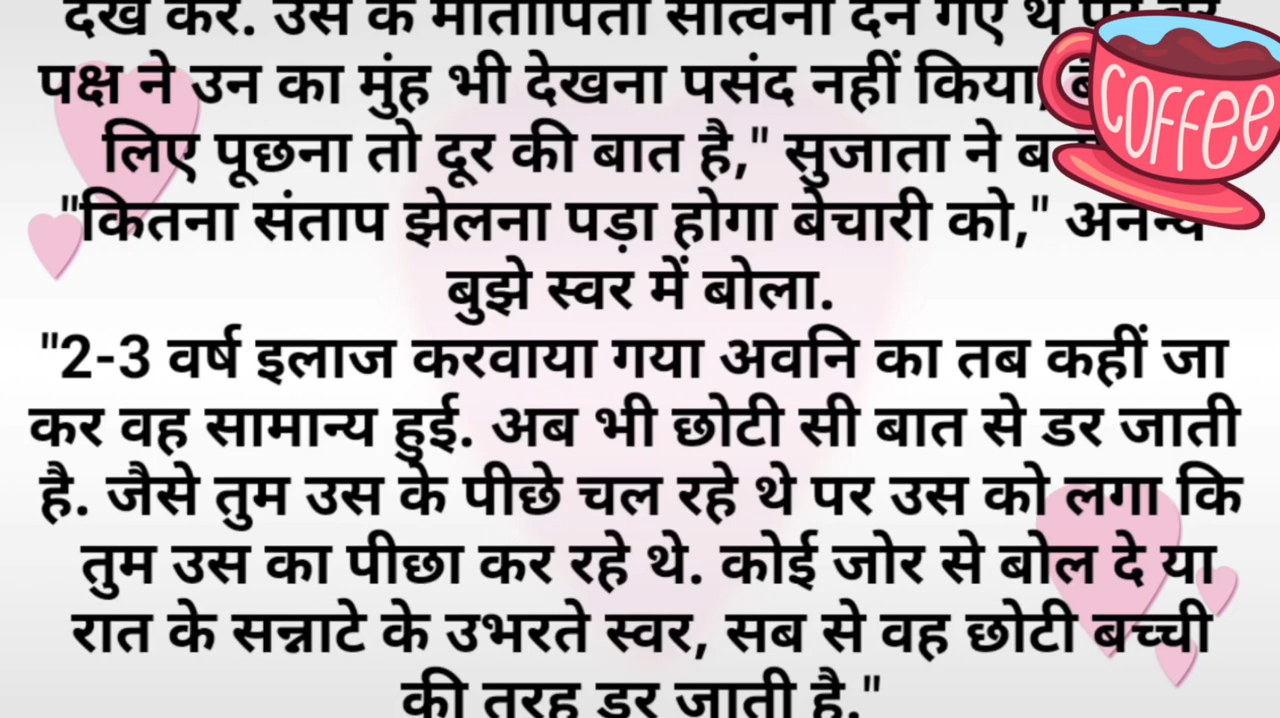 देख कर. उस के मातापिता सांत्वना देने गए थे पर वर
पक्ष ने उन का मुंह भी देखना पसंद नहीं किया,
लिए पूछना तो दूर की बात है," सुजाता ने
"कितना संताप झेलना पड़ा होगा बेचारी को,"
बुझे स्वर में बोला.
"2-3 वर्ष इलाज करवाया गया अवनि का तब कहीं जा
कर वह सामान्य हुई. अब भी छोटी सी बात से डर जाती
है. जैसे तुम उस के पीछे चल रहे थे पर उस को लगा कि
तुम उस का पीछा कर रहे थे. कोई जोर से बोल दे या
रात के सन्नाटे के उभरते स्वर, सब से वह छोटी बच्ची
की तरह डर जाती है."
COFFEE